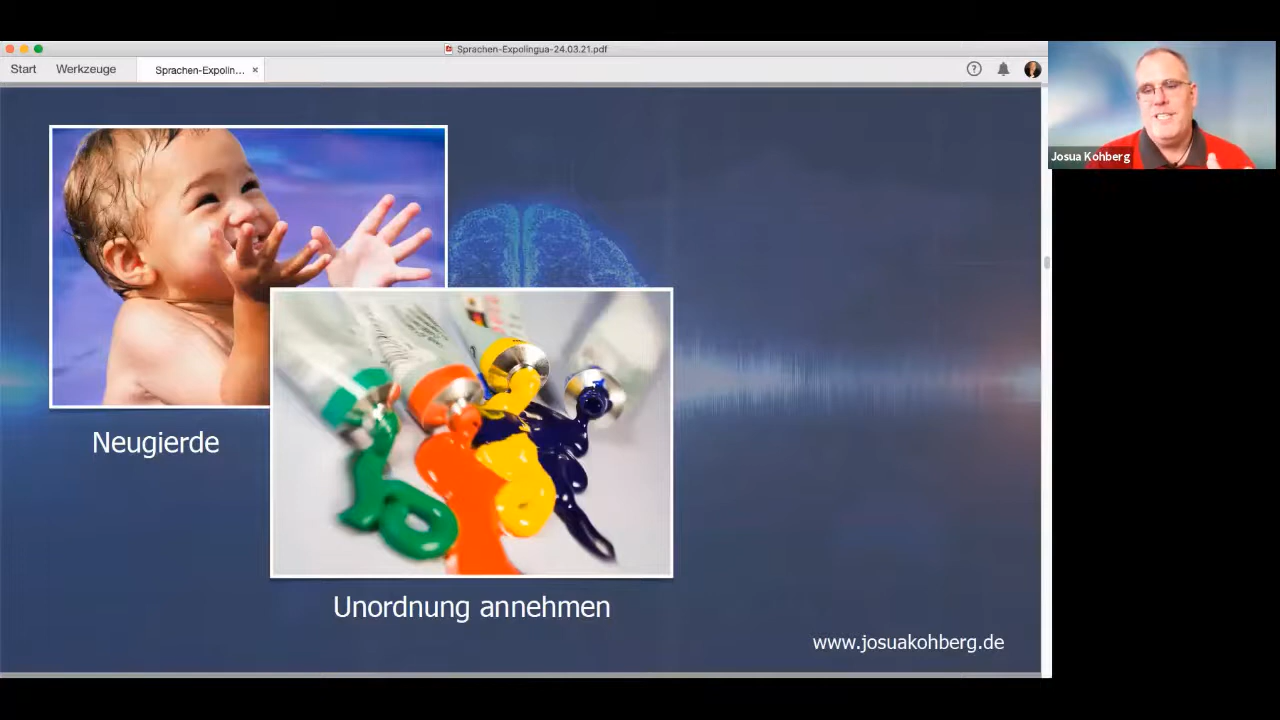 Sprachen-Expolingua-24.03.21.pdf
Start Werkzeuge Sprachen-Expolin... ×
Josua Kohberg
Neugierde
Unordnung annehmen
www.josuakohberg.de